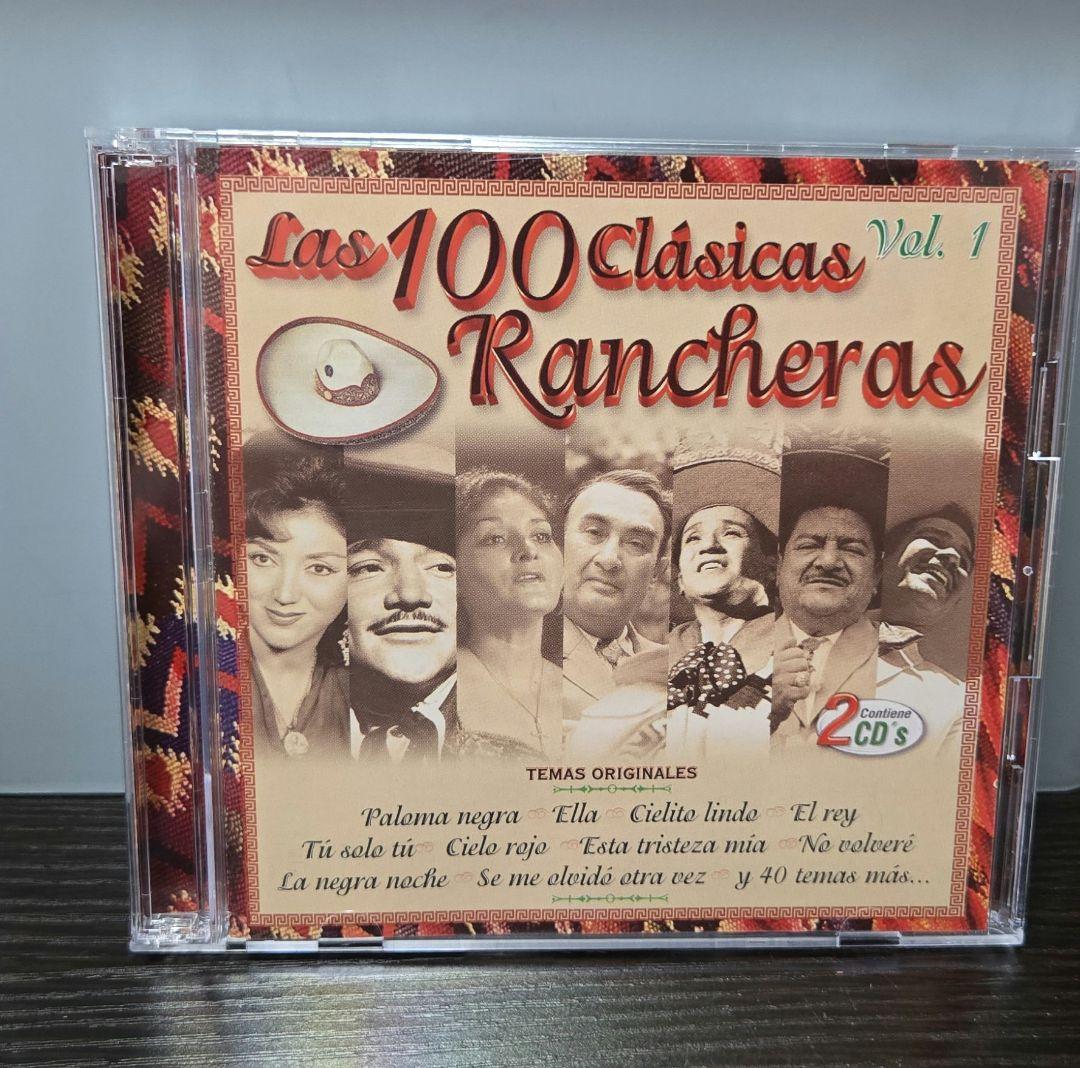 Las 100 Clásicas Vol. 1
Rancheras
Contiene
2 CD's
TEMAS ORIGINALES
Paloma negra Ella Cielito lindo El rey
Tú solo tú Cielo rojo Esta tristeza mía No volveré
La negra noche Se me olvidó otra vez y 40 temas más...